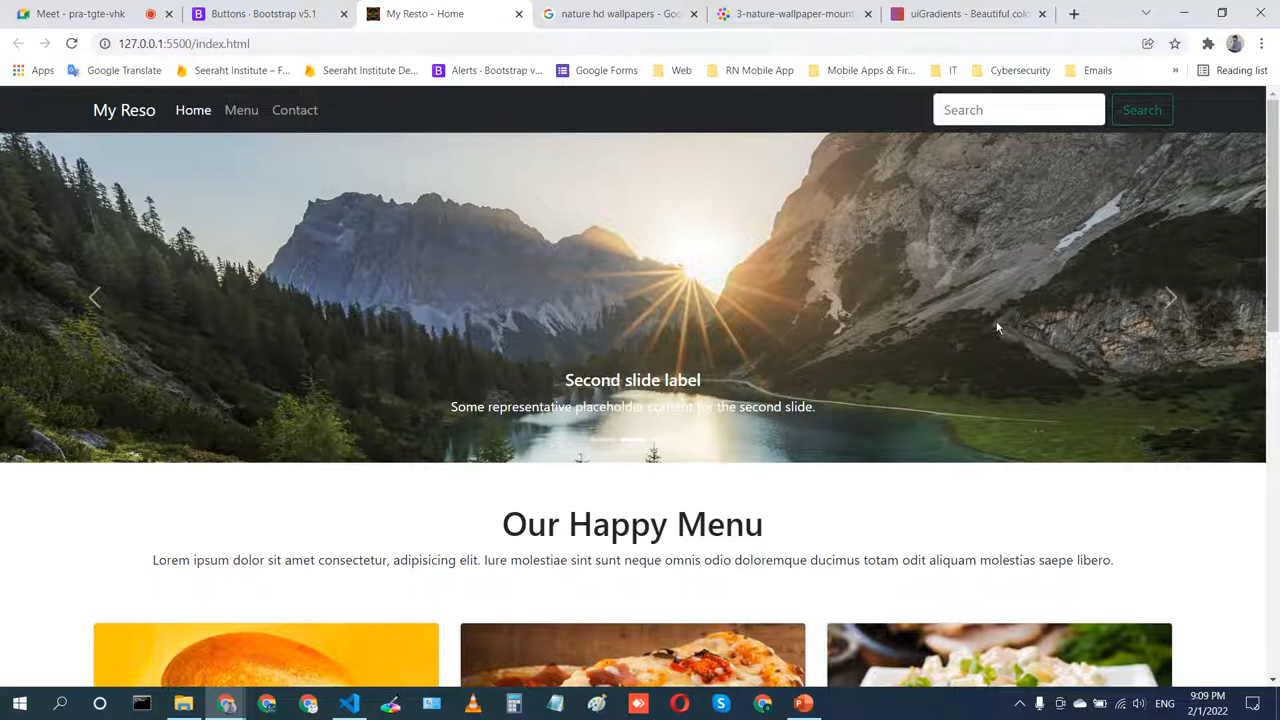 Meet - pra-tgte-vhk
Buttons · Bootstrap v5.1
My Resto - Home
nature hd wallpapers - Goo
3-nature-wallpaper-mount
uiGradients - Beautiful colo
127.0.0.1:5500/index.html
Apps
Google Translate
Seeraht Institute – F...
Seeraht Institute De...
Alerts · Bootstrap v...
Google Forms
Web
RN Mobile App
Mobile Apps & Fir...
IT
Cybersecurity
Emails
»
Reading list
My Reso
Home
Menu
Contact
Search
Search
Second slide label
Some representative placeholder content for the second slide.
Our Happy Menu
Lorem ipsum dolor sit amet consectetur, adipisicing elit. Iure molestiae sint sunt neque omnis odio doloremque ducimus totam odit aliquam molestias saepe libero.
ENG
9:09 PM
2/1/2022